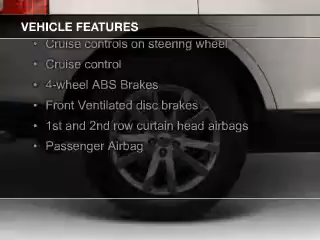 VEHICLE FEATURES
• Cruise controls on steering wheel
• Cruise control
• 4-wheel ABS Brakes
• Front Ventilated disc brakes
• 1st and 2nd row curtain head airbags
• Passenger Airbag